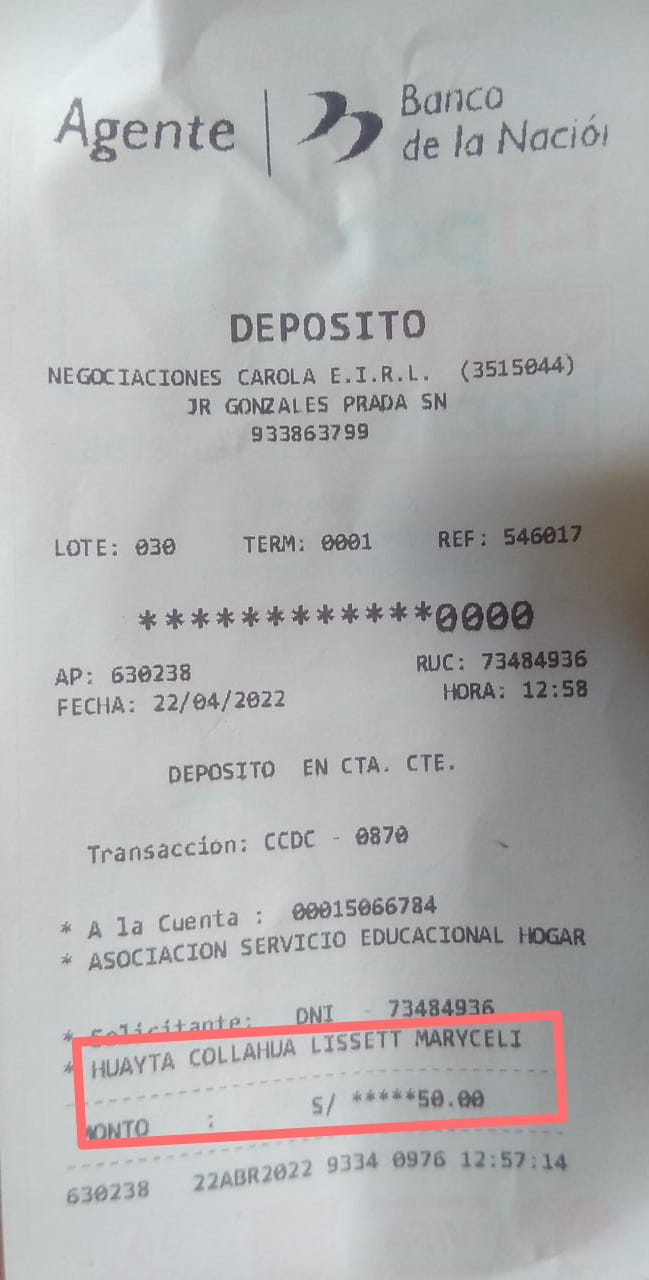 Agente
Banco
de la Nación
DEPOSITO
NEGOCIACIONES CAROLA E.I.R.L. (3515044)
JR GONZALES PRADA SN
933863799
LOTE: 030 TERM: 0001 REF: 546017
************0000
AP: 630238 RUC: 73484936
FECHA: 22/04/2022 HORA: 12:58
DEPOSITO EN CTA. CTE.
Transaccion: CCDC - 0870
* A la Cuenta : 00015066784
* ASOCIACION SERVICIO EDUCACIONAL HOGAR
* Solicitante: DNI - 73484936
* HUAYTA COLLAHUA LISSETT MARYCELI
MONTO : S/ *****50.00
630238 22ABR2022 9334 0976 12:57:14